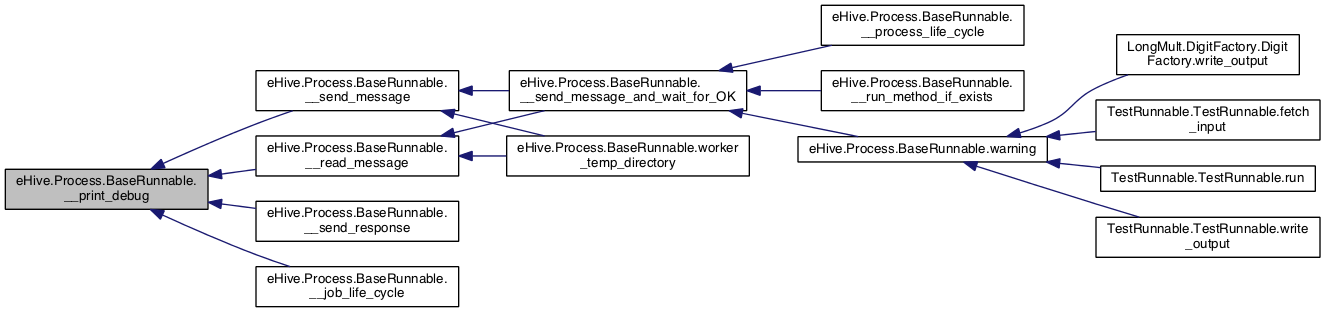 eHive.Process.BaseRunnable.
__process_life_cycle
LongMult.DigitFactory.Digit
Factory.write_output
eHive.Process.BaseRunnable.
__send_message
eHive.Process.BaseRunnable.
__send_message_and_wait_for_OK
eHive.Process.BaseRunnable.
__run_method_if_exists
TestRunnable.TestRunnable.fetch
_input
eHive.Process.BaseRunnable.
__read_message
eHive.Process.BaseRunnable.worker
_temp_directory
eHive.Process.BaseRunnable.warning
TestRunnable.TestRunnable.run
eHive.Process.BaseRunnable.
__print_debug
eHive.Process.BaseRunnable.
__send_response
TestRunnable.TestRunnable.write
_output
eHive.Process.BaseRunnable.
__job_life_cycle